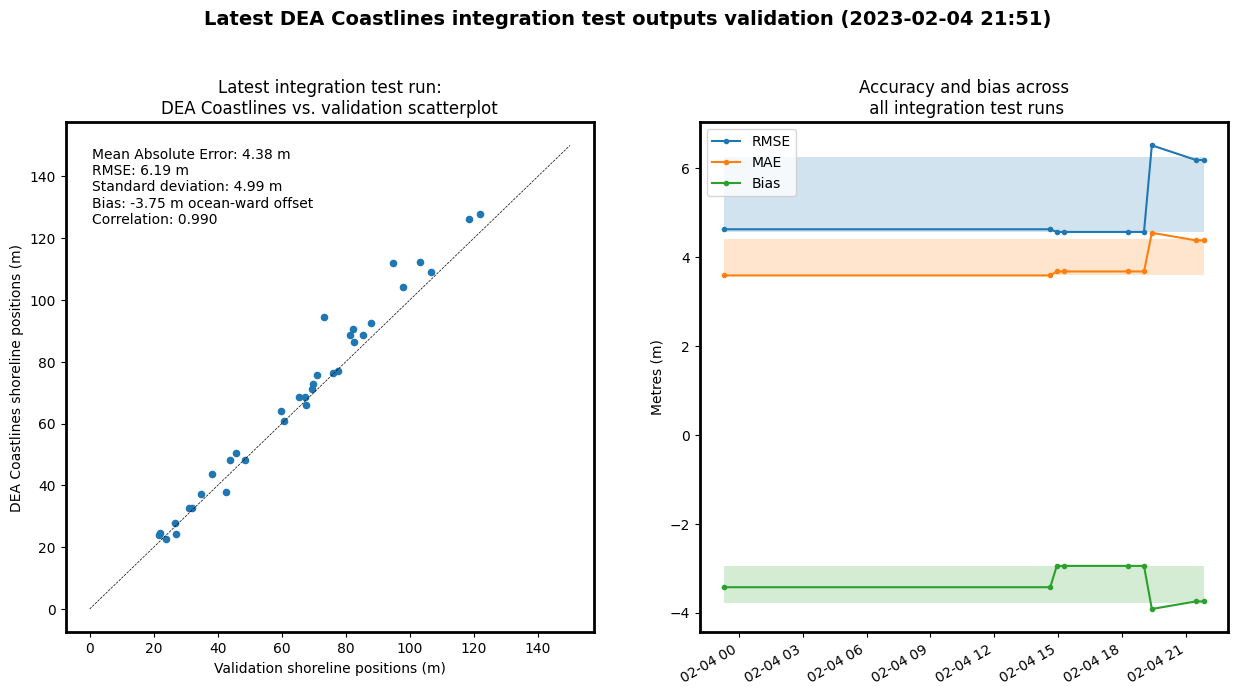 Latest DEA Coastlines integration test outputs validation (2023-02-04 21:51)
Latest integration test run:
DEA Coastlines vs. validation scatterplot
Mean Absolute Error: 4.38 m
RMSE: 6.19 m
Standard deviation: 4.99 m
Bias: -3.75 m ocean-ward offset
Correlation: 0.990
DEA Coastlines shoreline positions (m)
140
120
100
80
60
40
20
0
0 20 40 60 80 100 120 140
Validation shoreline positions (m)
Accuracy and bias across
all integration test runs
RMSE
MAE
Bias
Metres (m)
6
4
2
0
−2
−4
02-04 00 02-04 03 02-04 06 02-04 09 02-04 12 02-04 15 02-04 18 02-04 21